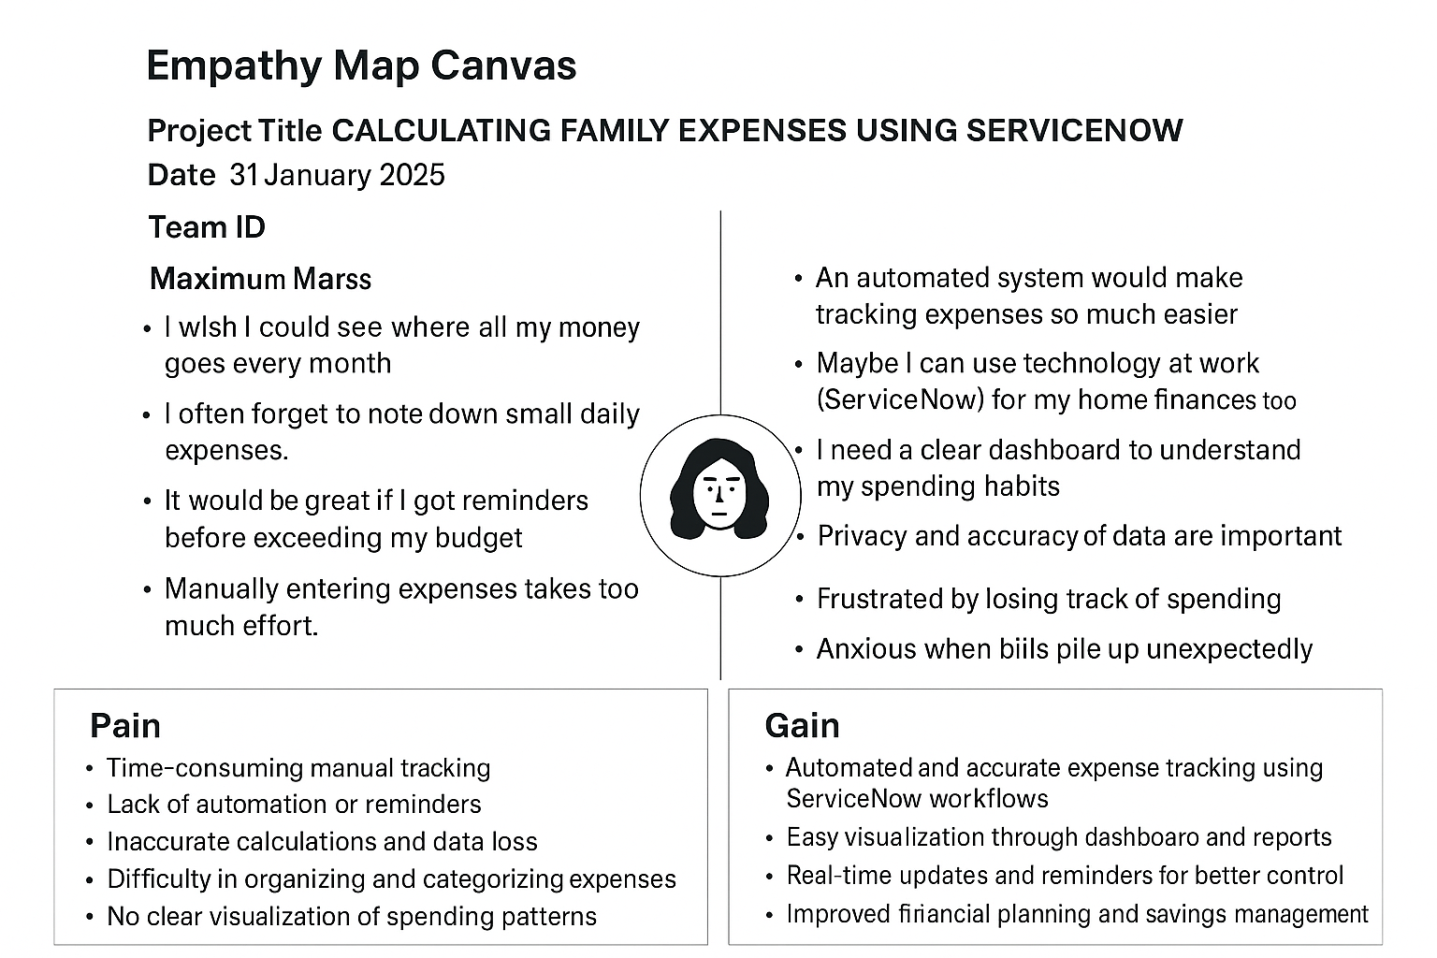 Empathy Map Canvas
Project Title CALCULATING FAMILY EXPENSES USING SERVICENOW
Date 31 January 2025
Team ID
Maximum Marss
• I wIsh I could see where all my money
goes every month
• I often forget to note down small daily
expenses.
• It would be great if I got reminders
before exceeding my budget
• Manually entering expenses takes too
much effort.
• An automated system would make
tracking expenses so much easier
• Maybe I can use technology at work
(ServiceNow) for my home finances too
• I need a clear dashboard to understand
my spending habits
• Privacy and accuracy of data are important
• Frustrated by losing track of spending
• Anxious when biils pile up unexpectedly
Pain
• Time-consuming manual tracking
• Lack of automation or reminders
• Inaccurate calculations and data loss
• Difficulty in organizing and categorizing expenses
• No clear visualization of spending patterns
Gain
• Automated and accurate expense tracking using
ServiceNow workflows
• Easy visualization through dashboaro and reports
• Real-time updates and reminders for better control
• Improved firiancial planning and savings management